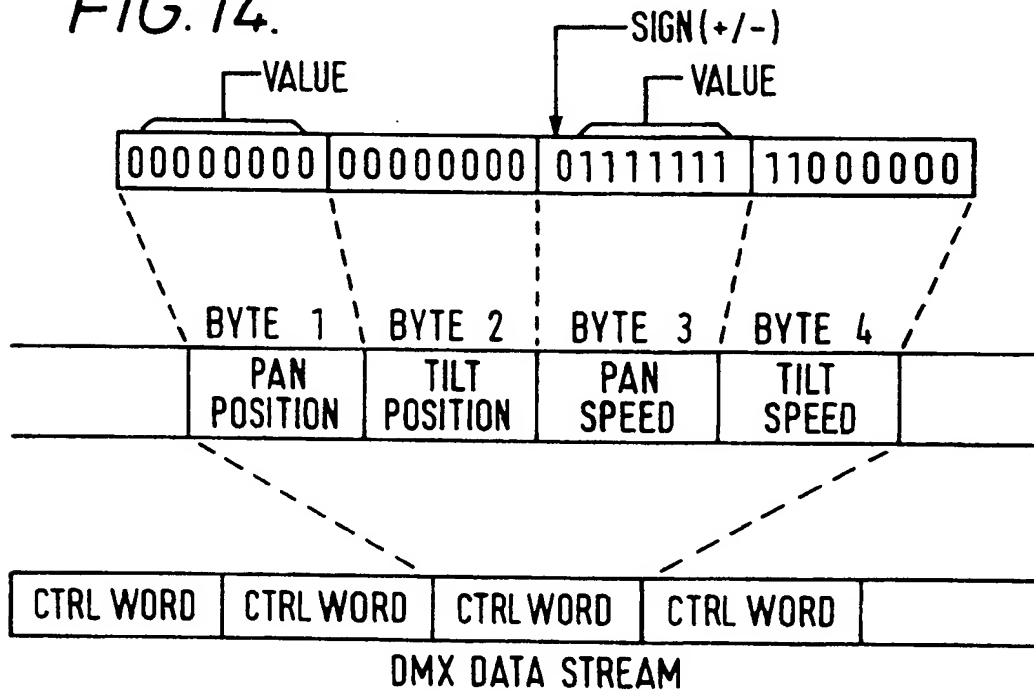 FIG. 14.
SIGN (+/-)
VALUE
VALUE
00000000 00000000 01111111 11000000
BYTE 1 BYTE 2 BYTE 3 BYTE 4
PAN POSITION TILT POSITION PAN SPEED TILT SPEED
CTRL WORD CTRL WORD CTRL WORD CTRL WORD
DMX DATA STREAM